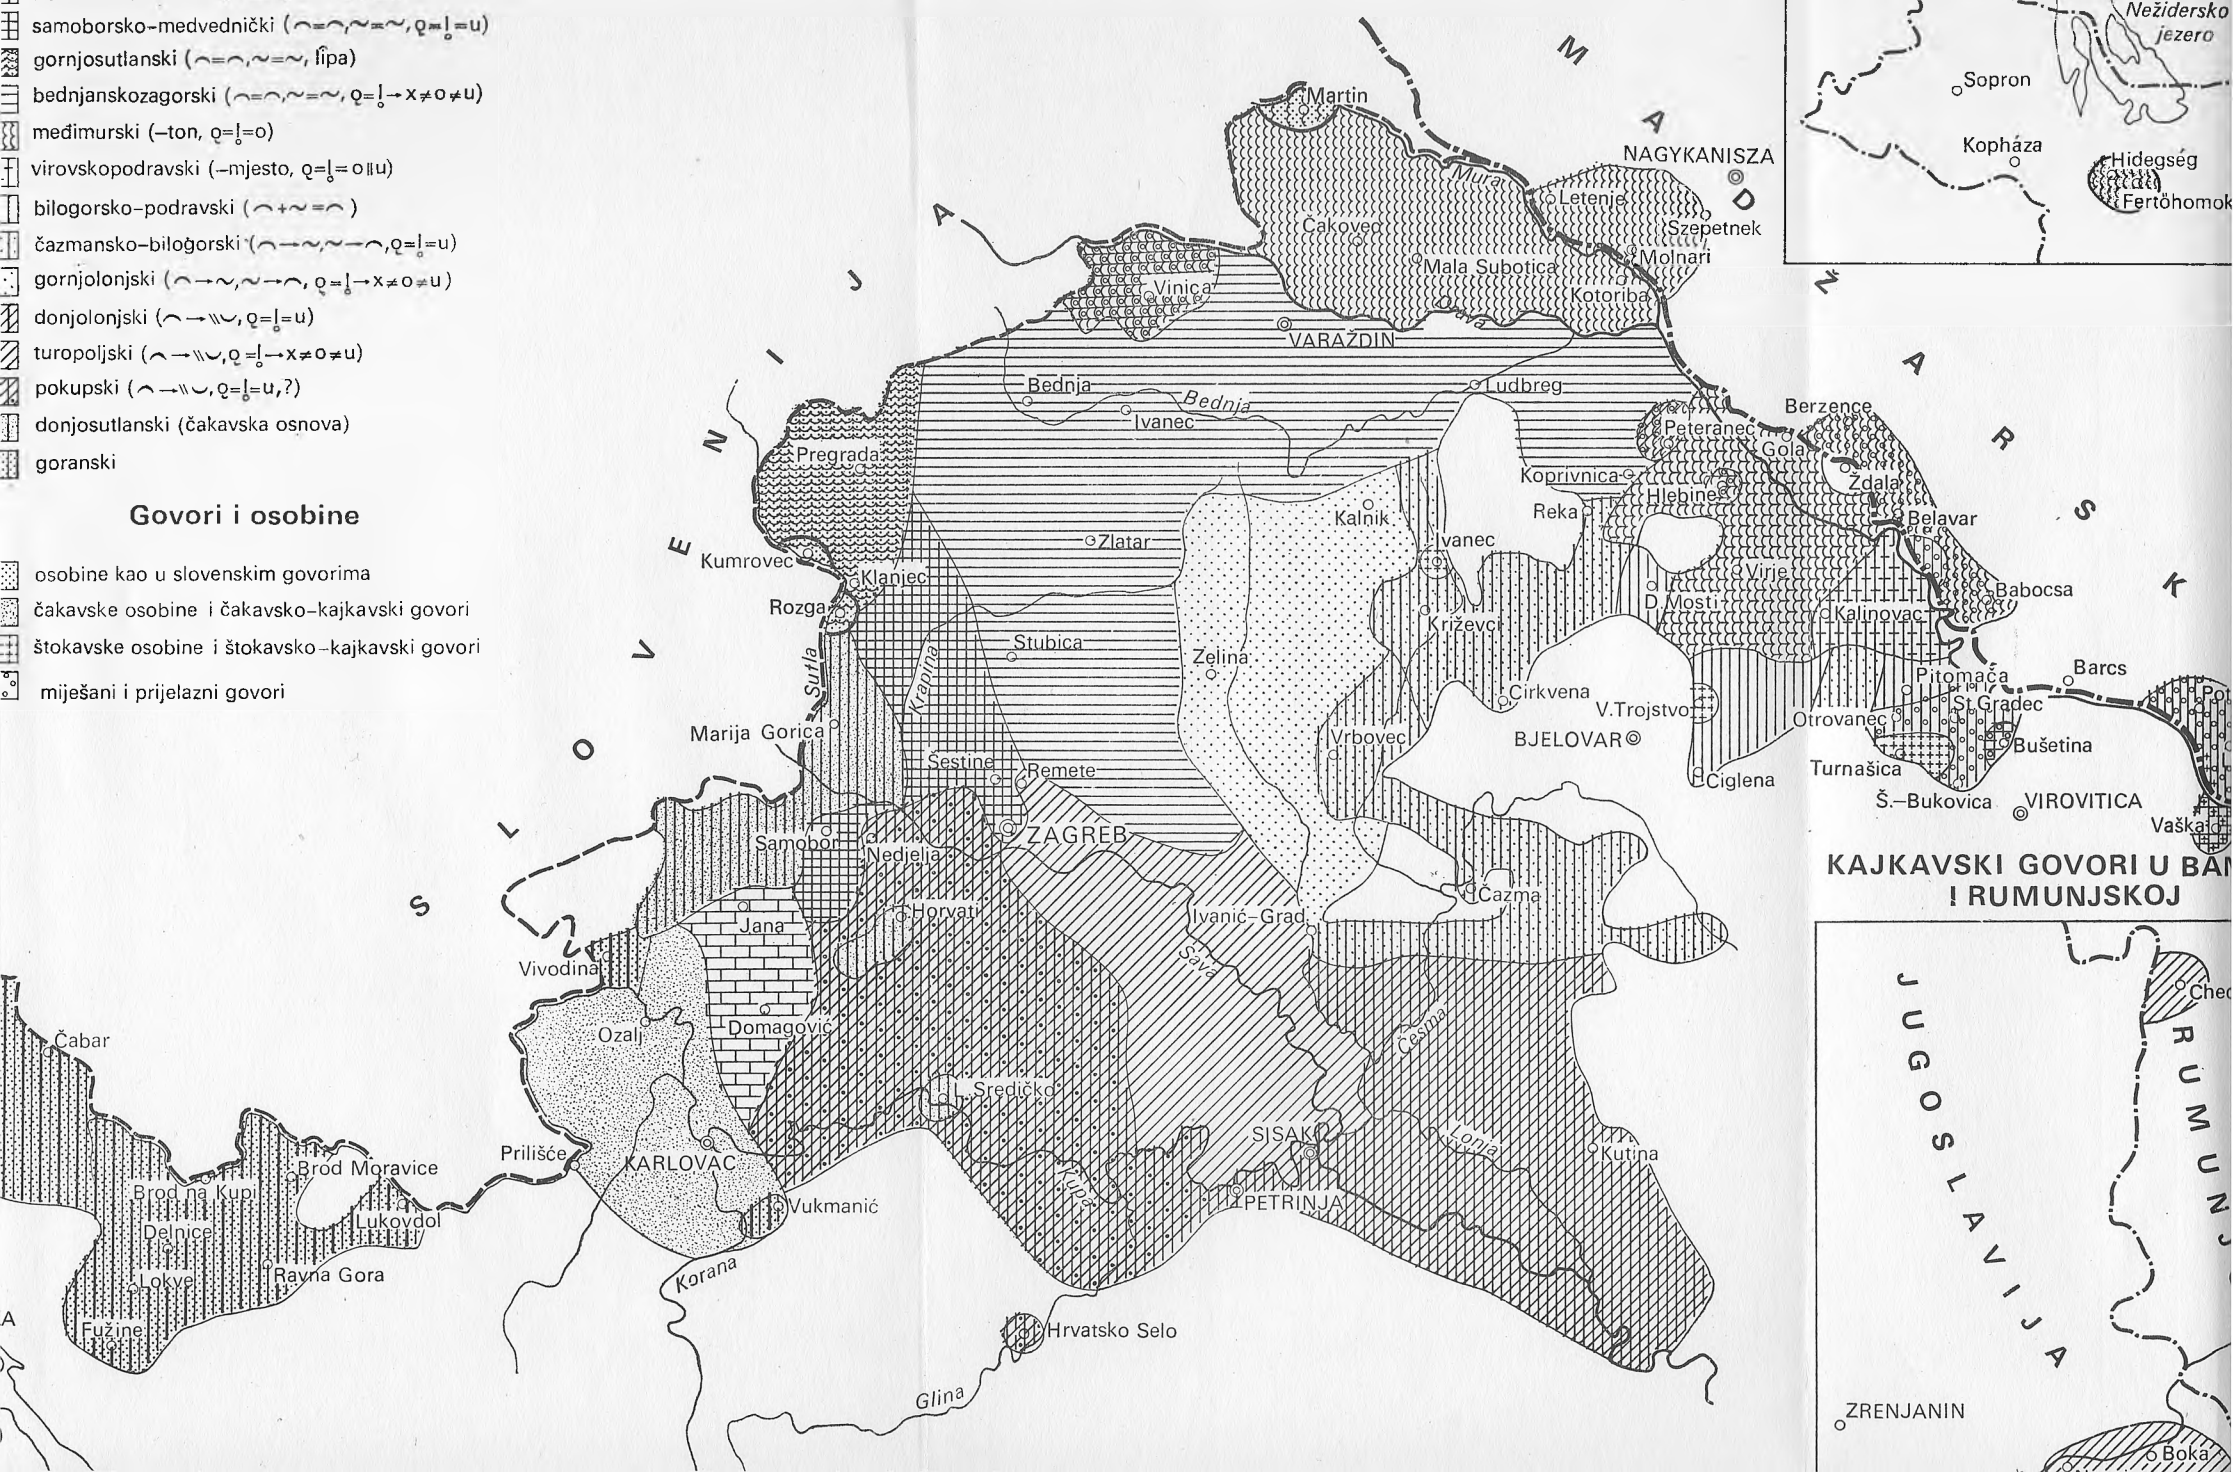 samoborsko-medvednički (⌢=⌢,~=~, ǫ=l̥=u)
gornjosutlanski (⌢=⌢,~=~, lîpa)
bednjanskozagorski (⌢=⌢,~=~, ǫ=l̥→x≠o≠u)
međimurski (–ton, ǫ=l̥=o)
virovskopodravski (–mjesto, ǫ=l̥=o‖u)
bilogorsko-podravski (⌢+~=⌢)
čazmansko-bilogorski (⌢→~,~→⌢, ǫ=l̥=u)
gornjolonjski (⌢→~,~→⌢, ǫ=l̥→x≠o≠u)
donjolonjski (⌢→\\⌣, ǫ=l̥=u)
turopoljski (⌢→\\⌣, ǫ=l̥→x≠o≠u)
pokupski (⌢→\\⌣, ǫ=l̥=u,?)
donjosutlanski (čakavska osnova)
goranski
Govori i osobine
osobine kao u slovenskim govorima
čakavske osobine i čakavsko-kajkavski govori
štokavske osobine i štokavsko-kajkavski govori
miješani i prijelazni govori
SLOVENIJA
MADŽARSKA
Nežidersko
jezero
Sopron
Kopháza
Hidegség
Fertöhomok
Martin
NAGYKANISZA
Mura
Letenje
Szepetnek
Čakovec
Molnari
Mala Subotica
Kotoriba
Vinica
Drava
VARAŽDIN
Bednja
Bednja
Ivanec
Ludbreg
Berzence
Peteranec
Gola
Pregrada
Koprivnica
Ždala
Hlebine
Kalnik
Reka
Belavar
Zlatar
Ivanec
Kumrovec
Klanjec
Virje
Babocsa
Rozga
D. Mosti
Kalinovac
Križevci
Stubica
Zelina
Krapina
Sutla
Barcs
Pitomača
Cirkvena
St. Gradec
V. Trojstvo
Otrovanec
Marija Gorica
Vrbovec
BJELOVAR
Bušetina
Šestine
Remete
Turnašica
Ciglena
Š.–Bukovica
VIROVITICA
Vaška
Samobor
ZAGREB
Nedjelja
Čazma
Jana
Horvati
Ivanić-Grad
Sava
Vivodina
Česma
Domagović
Ozalj
Čabar
L. Središko
SISAK
Lonja
Kutina
Prilišće
KARLOVAC
Brod Moravice
Brod na Kupi
Kupa
PETRINJA
Vukmanić
Lukovdol
Delnice
Lokve
Ravna Gora
Korana
Fužine
Hrvatsko Selo
Glina
KAJKAVSKI GOVORI U BAN
I RUMUNJSKOJ
JUGOSLAVIJA
RUMUNJ
ZRENJANIN
Boka